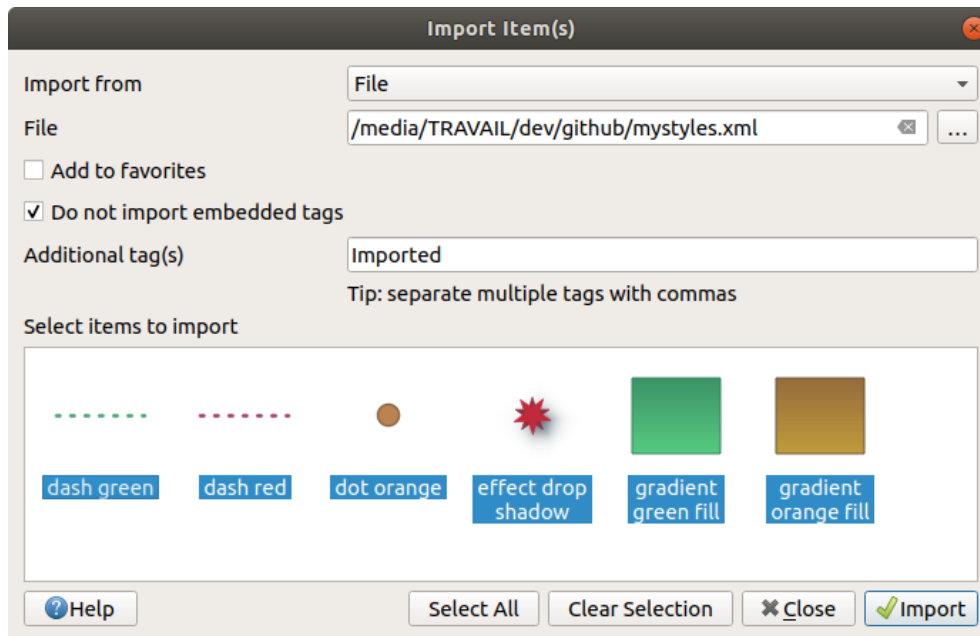 Import Item(s)
Import from
File
File
/media/TRAVAIL/dev/github/mystyles.xml
...
Add to favorites
Do not import embedded tags
Additional tag(s)
Imported
Tip: separate multiple tags with commas
Select items to import
dash green
dash red
dot orange
effect drop
shadow
gradient
green fill
gradient
orange fill
Help
Select All
Clear Selection
Close
Import